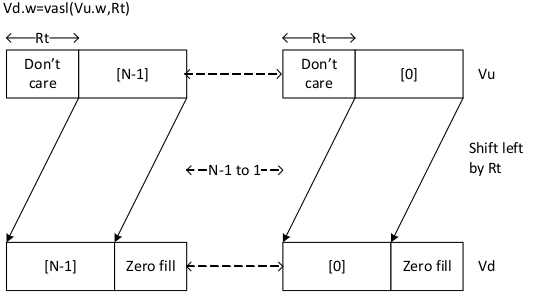 Vd.w=vasl(Vu.w,Rt)
Rt
Rt
Don't
care
[N-1]
Don't
care
[0]
Vu
N-1 to 1
Shift left
by Rt
[N-1]
Zero fill
[0]
Zero fill
Vd